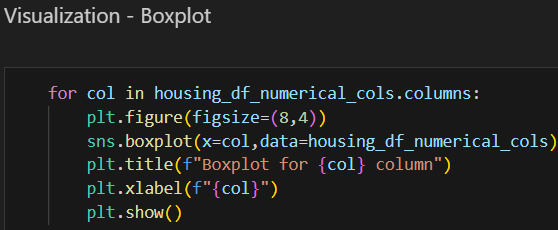 Visualization - Boxplot
for col in housing_df_numerical_cols.columns:
    plt.figure(figsize=(8,4))
    sns.boxplot(x=col,data=housing_df_numerical_cols)
    plt.title(f"Boxplot for {col} column")
    plt.xlabel(f"{col}")
    plt.show()